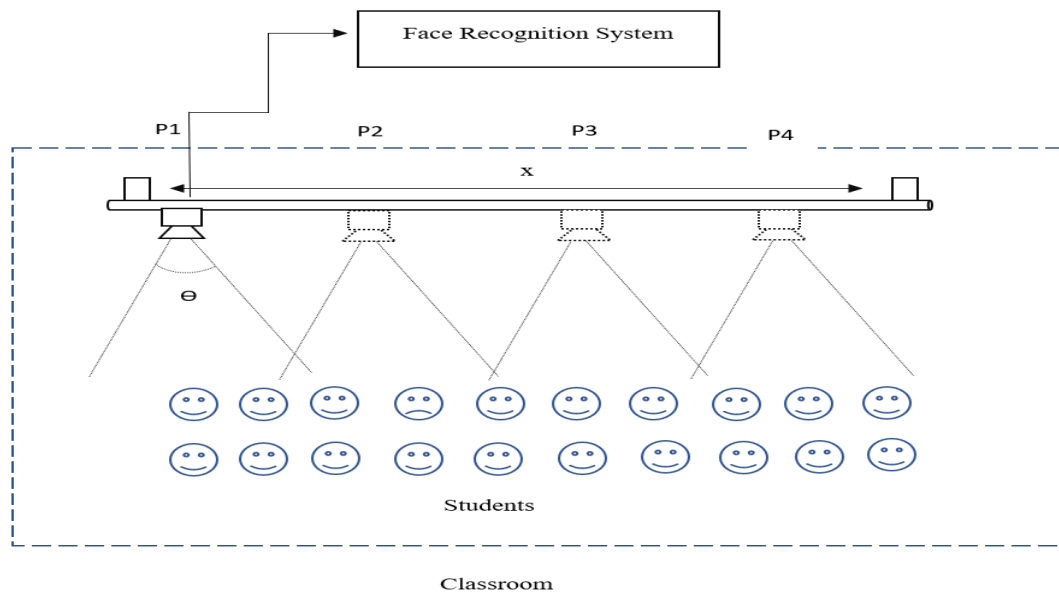 Face Recognition System
P1
P2
P3
P4
x
Ɵ
Students
Classroom